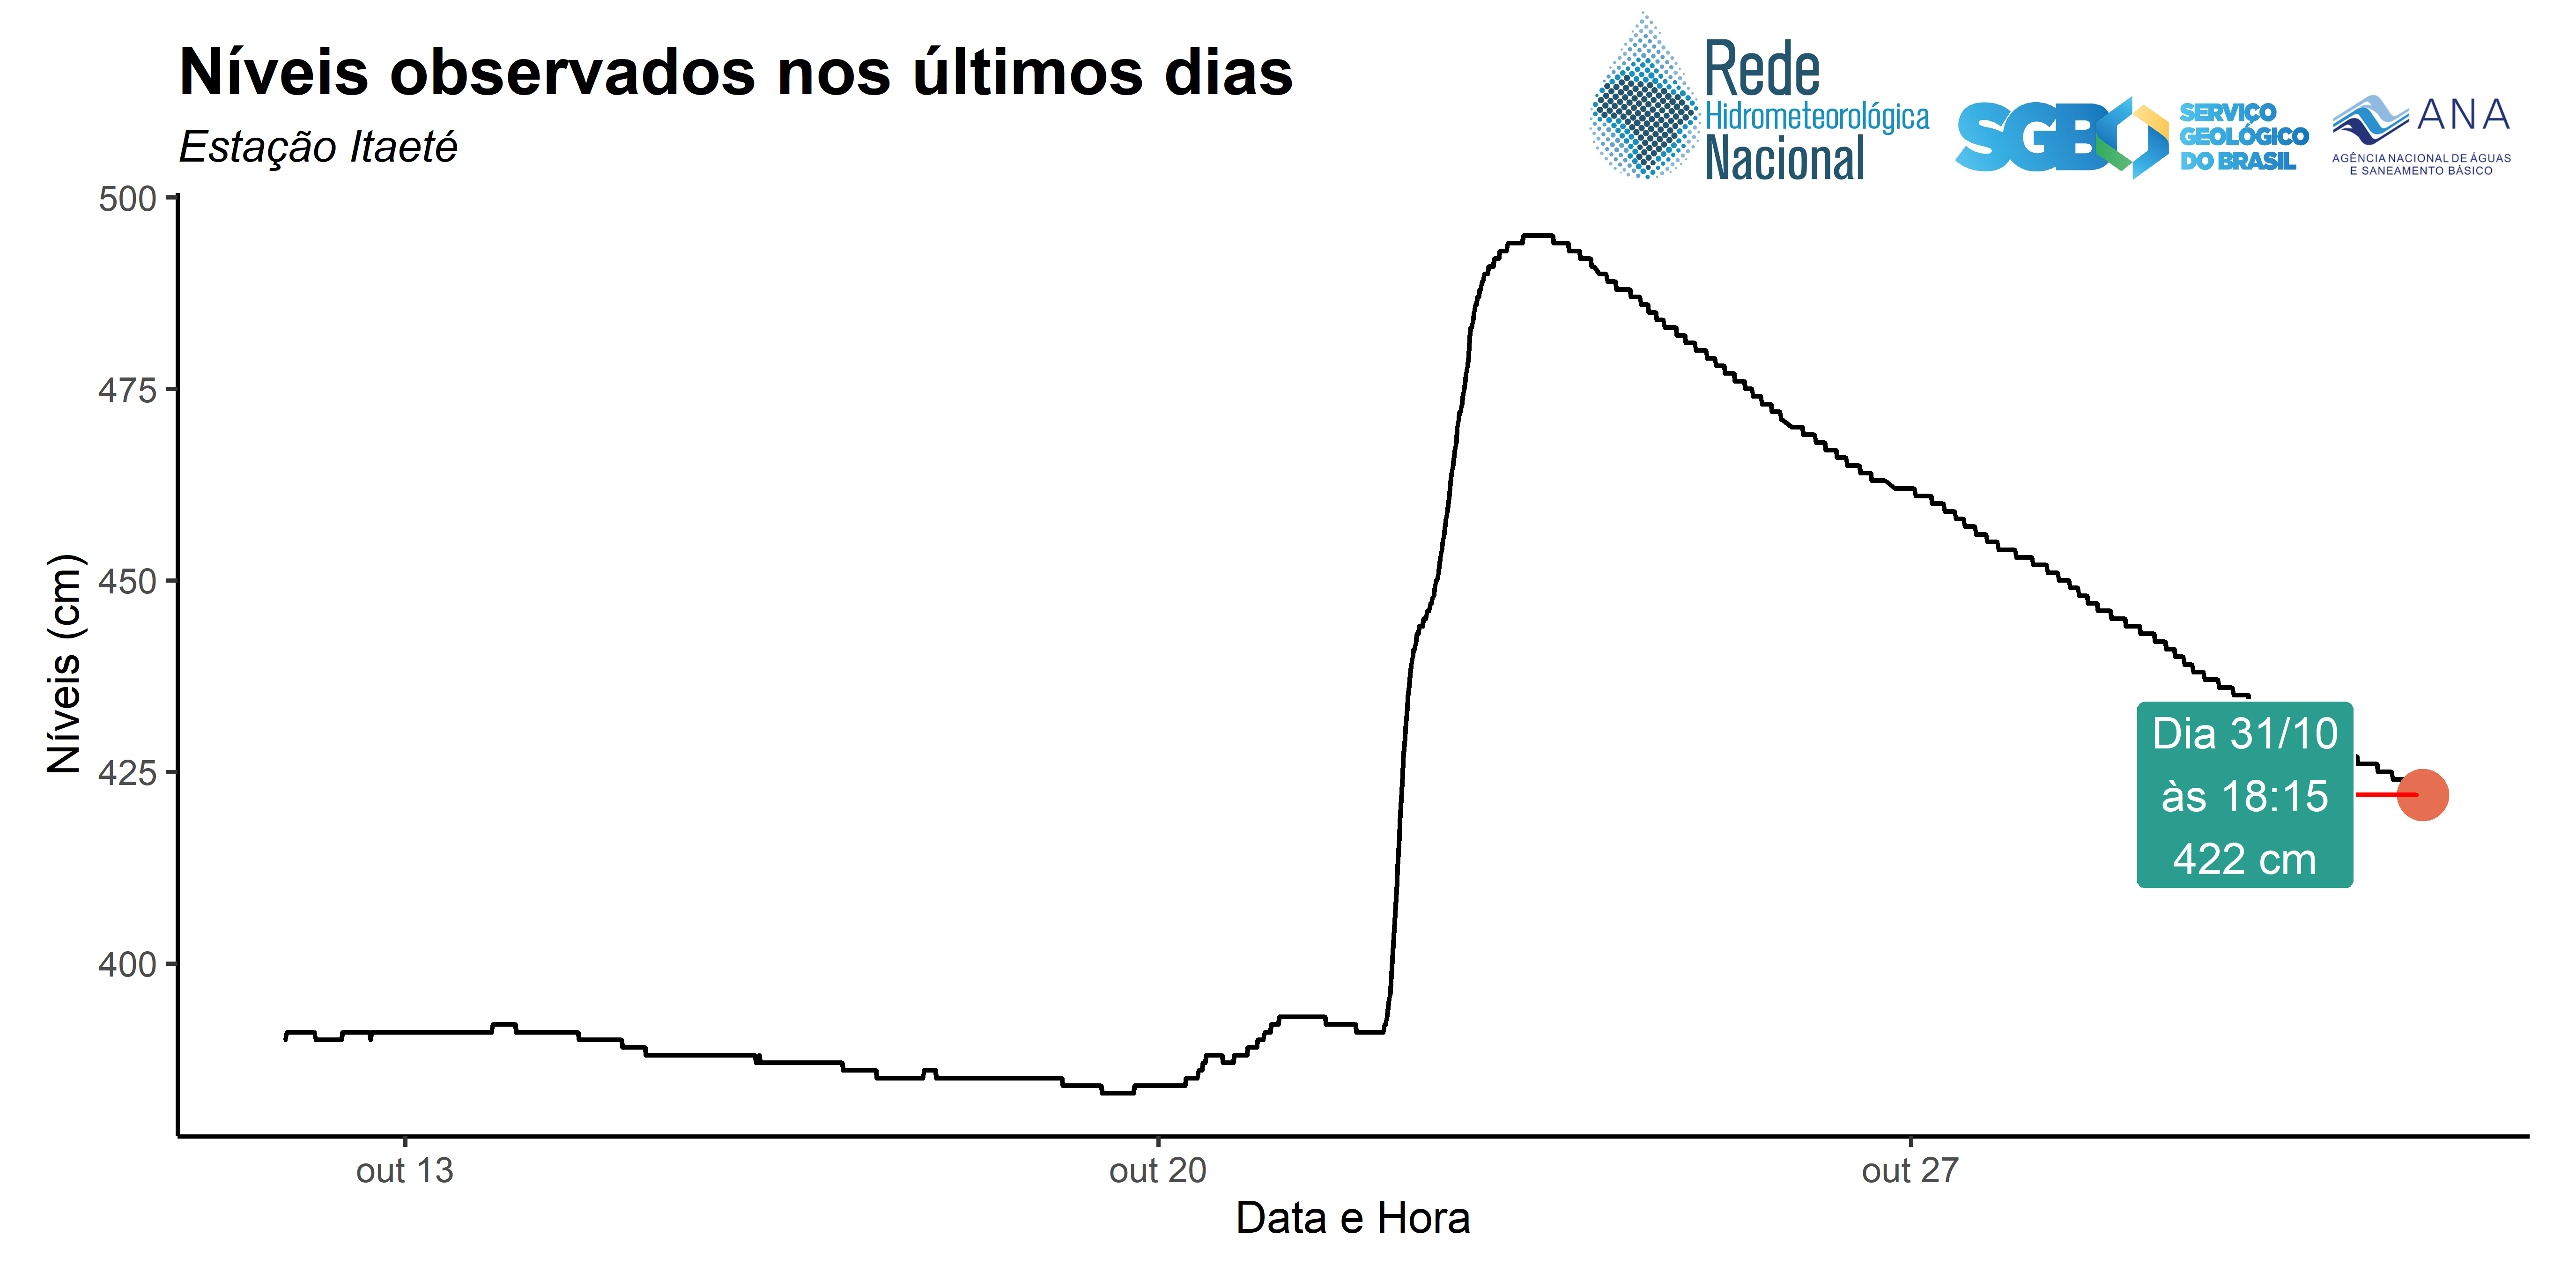 Níveis observados nos últimos dias
Estação Itaeté
Rede
Hidrometeorológica
Nacional
SGB
SERVIÇO
GEOLÓGICO
DO BRASIL
ANA
AGÊNCIA NACIONAL DE ÁGUAS
E SANEAMENTO BÁSICO
500
475
450
425
400
Níveis (cm)
Dia 31/10
às 18:15
422 cm
out 13
out 20
out 27
Data e Hora